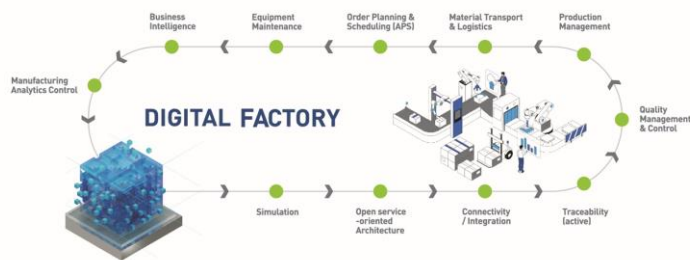 Business
Intelligence
Equipment
Maintenance
Order Planning &
Scheduling (APS)
Material Transport
& Logistics
Production
Management
Manufacturing
Analytics Control
DIGITAL FACTORY
Quality
Management
& Control
Simulation
Open service
-oriented
Architecture
Connectivity
/ Integration
Traceability
(active)